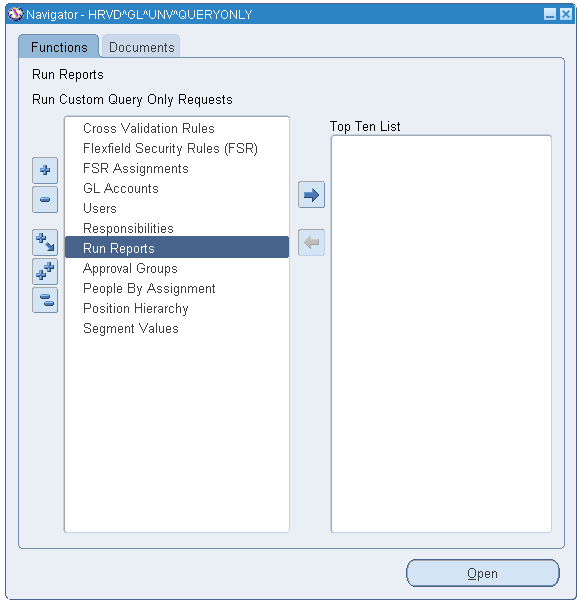 Navigator - HRVD^GL^UNV^QUERYONLY
Functions
Documents
Run Reports
Run Custom Query Only Requests
Top Ten List
Cross Validation Rules
Flexfield Security Rules (FSR)
FSR Assignments
GL Accounts
Users
Responsibilities
Run Reports
Approval Groups
People By Assignment
Position Hierarchy
Segment Values
Open